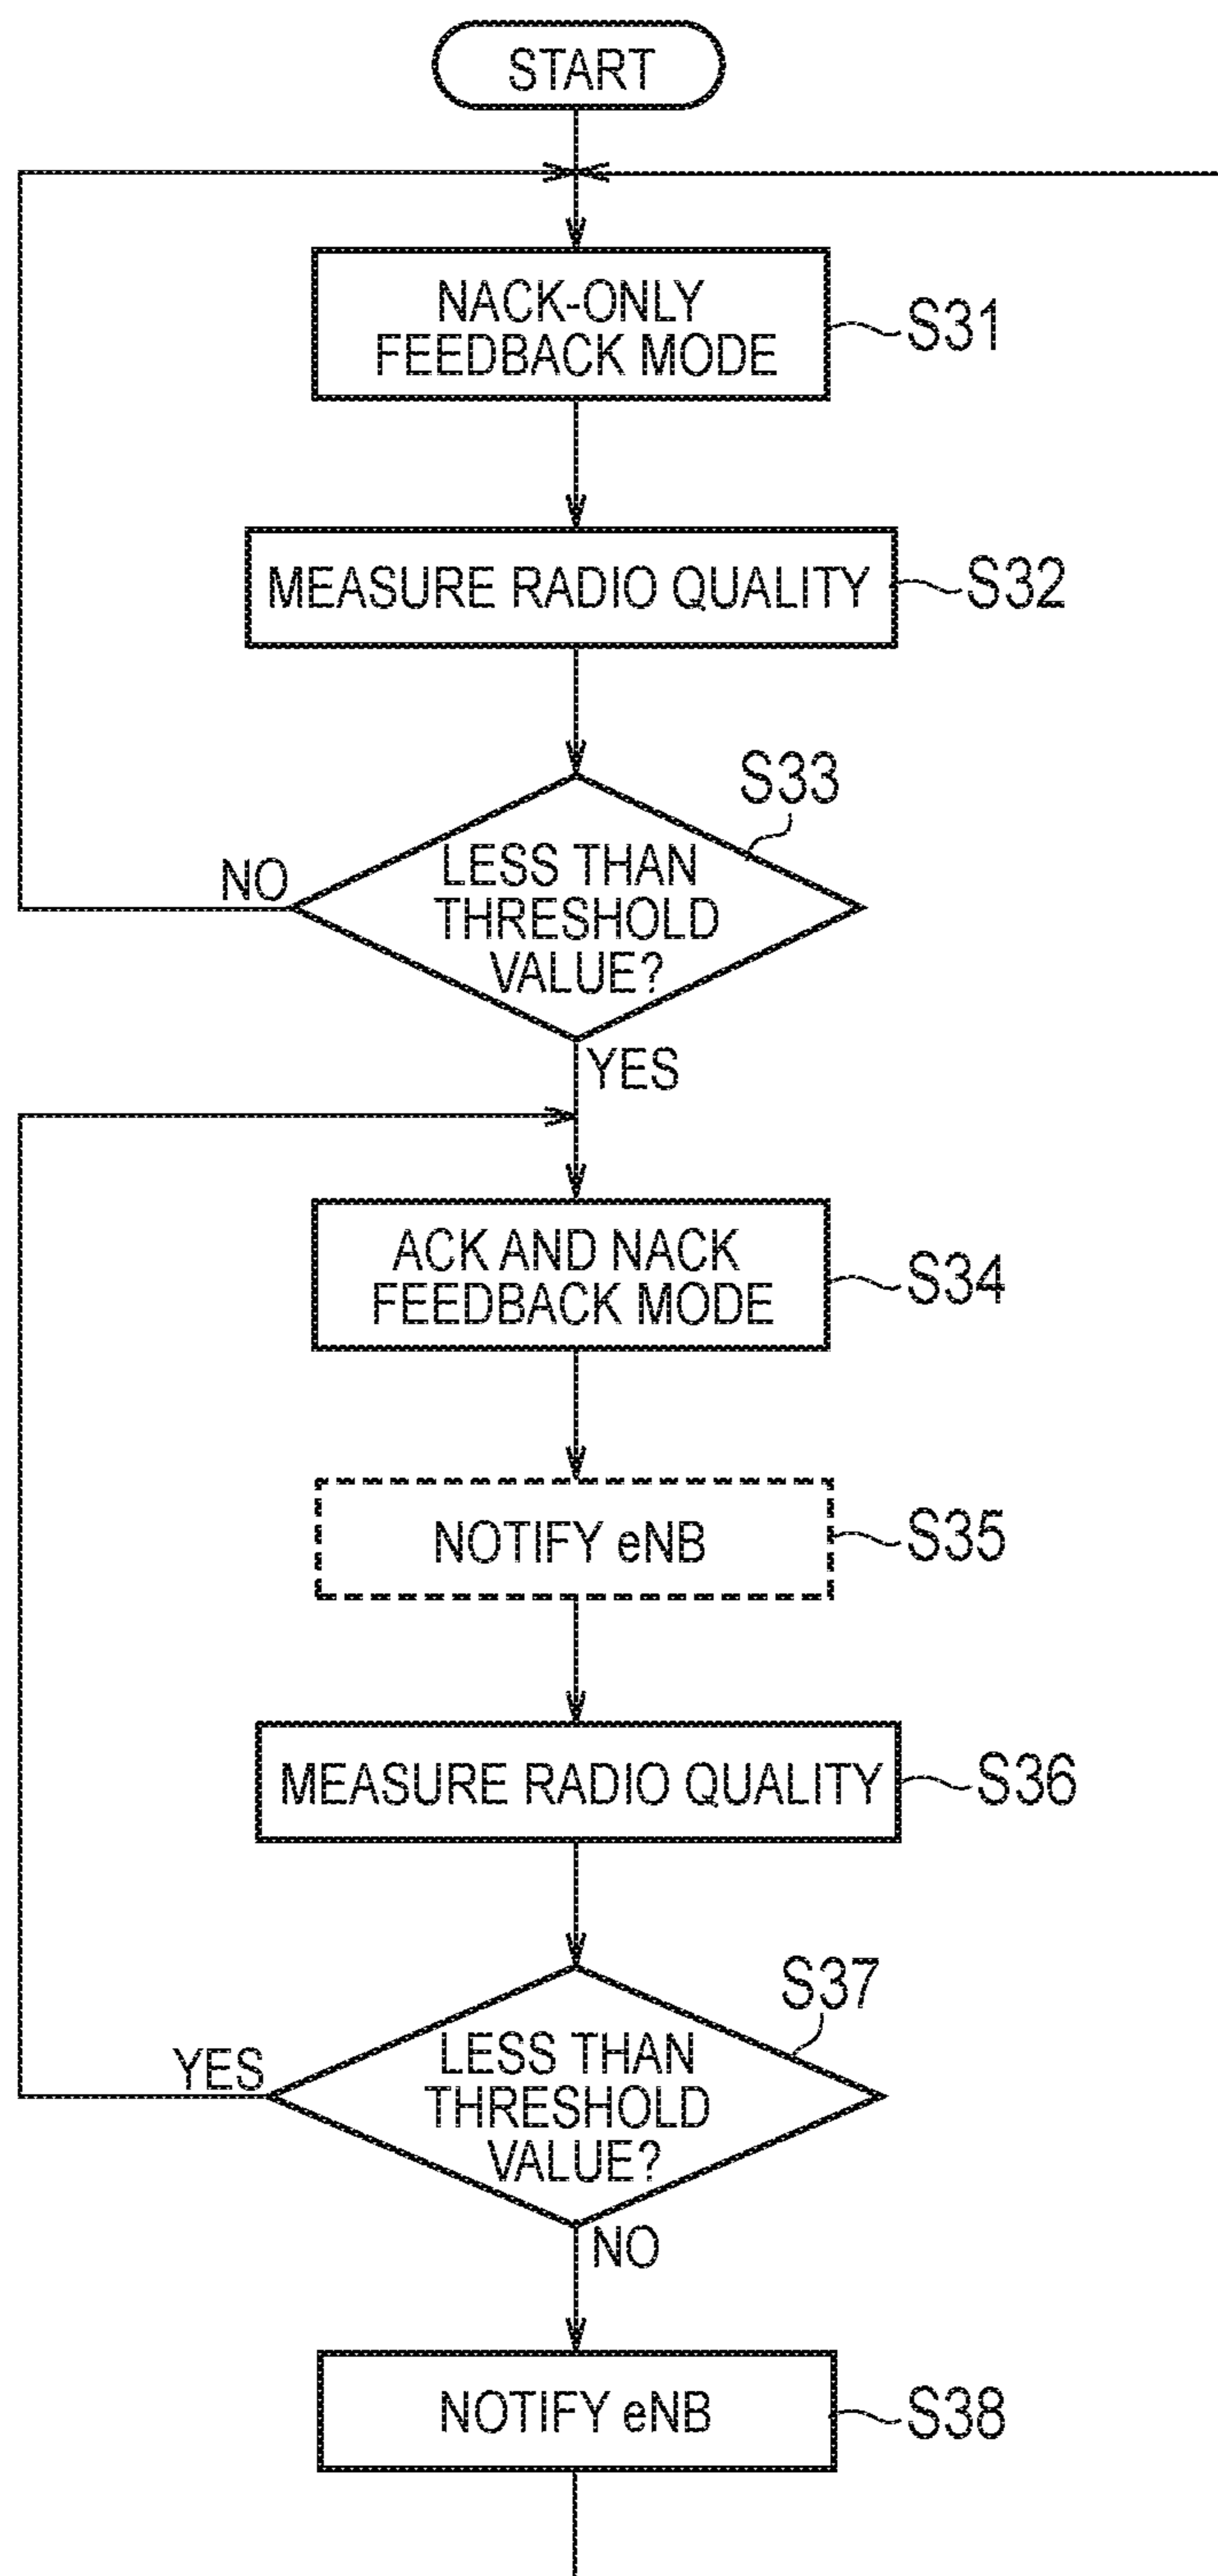 START
NACK-ONLY
FEEDBACK MODE
S31
MEASURE RADIO QUALITY
S32
S33
LESS THAN
THRESHOLD
VALUE?
NO
YES
ACK AND NACK
FEEDBACK MODE
S34
NOTIFY eNB
S35
MEASURE RADIO QUALITY
S36
S37
LESS THAN
THRESHOLD
VALUE?
YES
NO
NOTIFY eNB
S38